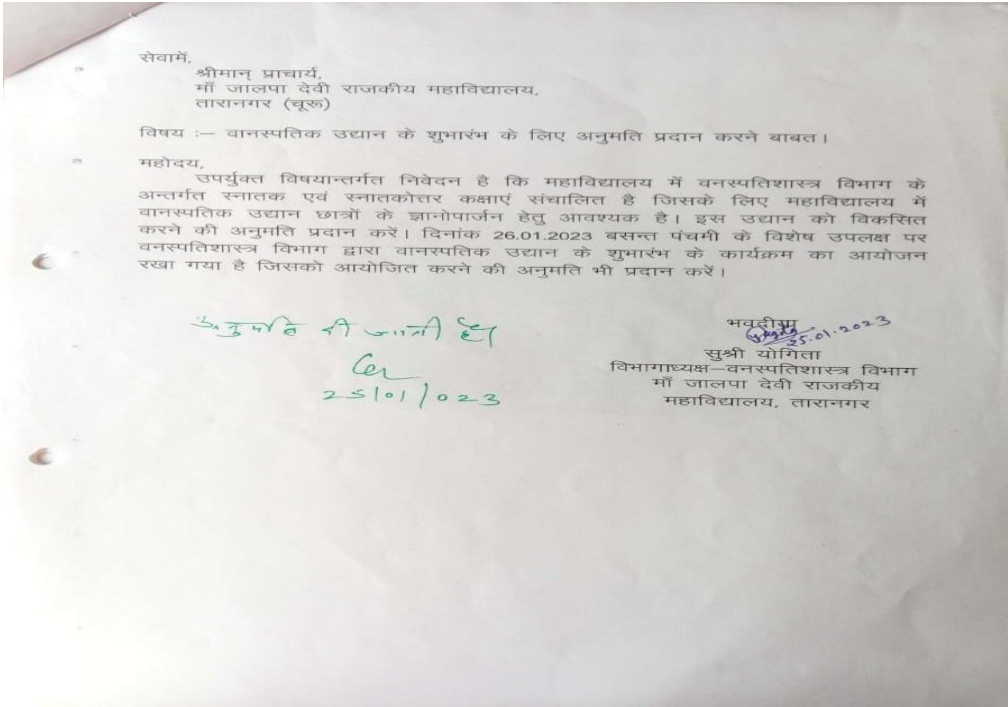 सेवामें,
श्रीमान् प्राचार्य,
माँ जालपा देवी राजकीय महाविद्यालय,
तारानगर (चूरू)
विषय :– वानस्पतिक उद्यान के शुभारंभ के लिए अनुमति प्रदान करने बाबत।
महोदय,
उपर्युक्त विषयान्तर्गत निवेदन है कि महाविद्यालय में वनस्पतिशास्त्र विभाग के
अन्तर्गत स्नातक एवं स्नातकोत्तर कक्षाएं संचालित है जिसके लिए महाविद्यालय में
वानस्पतिक उद्यान छात्रों के ज्ञानोपार्जन हेतु आवश्यक है। इस उद्यान को विकसित
करने की अनुमति प्रदान करें। दिनांक 26.01.2023 बसन्त पंचमी के विशेष उपलक्ष पर
वनस्पतिशास्त्र विभाग द्वारा वानस्पतिक उद्यान के शुभारंभ के कार्यक्रम का आयोजन
रखा गया है जिसको आयोजित करने की अनुमति भी प्रदान करें।
अनुमति दी जाती है।
25/01/023
भवदीया
25.01.2023
सुश्री योगिता
विभागाध्यक्ष–वनस्पतिशास्त्र विभाग
माँ जालपा देवी राजकीय
महाविद्यालय, तारानगर